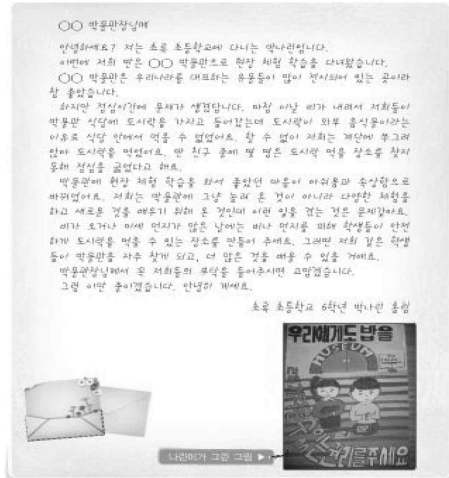 ○○ 박물관장님께
안녕하세요? 저는 초록 초등학교에 다니는 박나린입니다.
이번에 저희 반은 ○○ 박물관으로 현장 체험 학습을 다녀왔습니다.
○○ 박물관은 우리나라를 대표하는 유물들이 많이 전시되어 있는 곳이라
참 좋았습니다.
하지만 점심시간에 문제가 생겼답니다. 마침 이날 비가 내려서 저희들이
박물관 식당에 도시락을 가지고 들어갔는데 도시락이 외부 음식물이라는
이유로 식당 안에서 먹을 수 없었어요. 할 수 없이 저희는 계단에 쭈그려
앉아 도시락을 먹었어요. 반 친구 중에 몇 명은 도시락 먹을 장소를 찾지
못해 점심을 굶었다고 해요.
박물관에 현장 체험 학습을 와서 좋았던 마음이 아쉬움과 속상함으로
바뀌었어요. 저희는 박물관에 그냥 놀러 온 것이 아니라 다양한 체험을
하고 새로운 것을 배우기 위해 온 것인데 이런 일을 겪는 것은 문제같아요.
비가 오거나 미세 먼지가 많은 날에는 비나 먼지를 피해 학생들이 안전
하게 도시락을 먹을 수 있는 장소를 만들어 주세요. 그러면 저희 같은 학생
들이 박물관을 자주 찾게 되고, 더 많은 것을 배울 수 있을 거예요.
박물관장님께서 꼭 저희들의 부탁을 들어주시면 고맙겠습니다.
그럼 이만 줄이겠습니다. 안녕히 계세요.
초록 초등학교 6학년 박나린 올림
우리에게도 밥을
MUSEUM
권리를주세요
나린이가 그린 그림 ▶